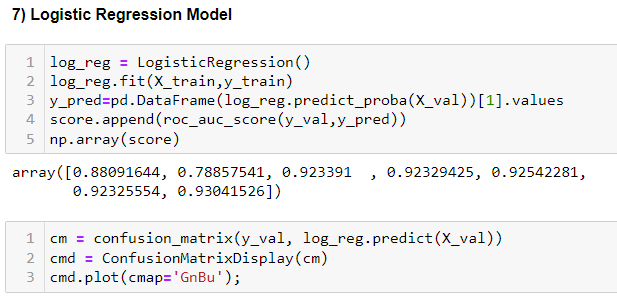 7) Logistic Regression Model
1 log_reg = LogisticRegression()
2 log_reg.fit(X_train,y_train)
3 y_pred=pd.DataFrame(log_reg.predict_proba(X_val))[1].values
4 score.append(roc_auc_score(y_val,y_pred))
5 np.array(score)
array([0.88091644, 0.78857541, 0.923391  , 0.92329425, 0.92542281,
0.92325554, 0.93041526])
1 cm = confusion_matrix(y_val, log_reg.predict(X_val))
2 cmd = ConfusionMatrixDisplay(cm)
3 cmd.plot(cmap='GnBu');